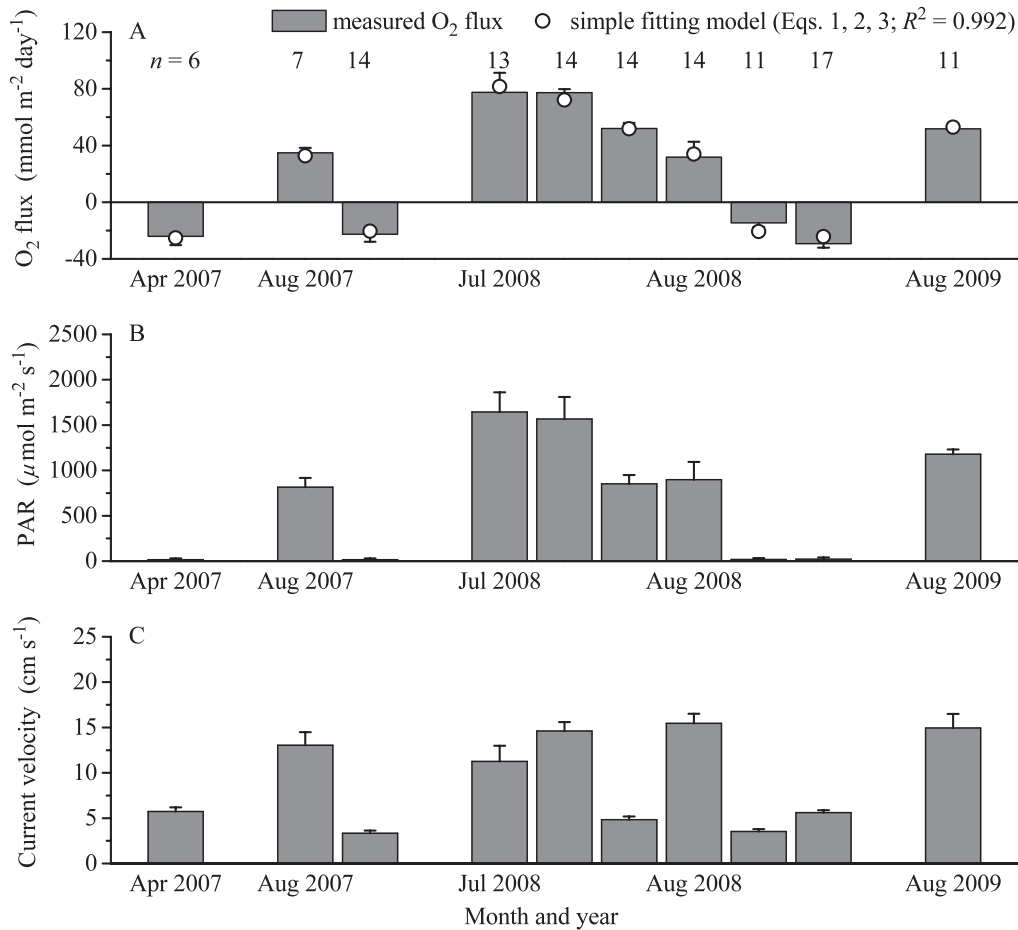 measured O₂ flux simple fitting model (Eqs. 1, 2, 3; R² = 0.992)
A
n = 6 7 14 13 14 14 14 11 17 11
O₂ flux (mmol m⁻² day⁻¹)
120
80
40
0
-40
Apr 2007 Aug 2007 Jul 2008 Aug 2008 Aug 2009
B
PAR (μmol m⁻² s⁻¹)
2500
2000
1500
1000
500
0
Apr 2007 Aug 2007 Jul 2008 Aug 2008 Aug 2009
C
Current velocity (cm s⁻¹)
25
20
15
10
5
0
Apr 2007 Aug 2007 Jul 2008 Aug 2008 Aug 2009
Month and year